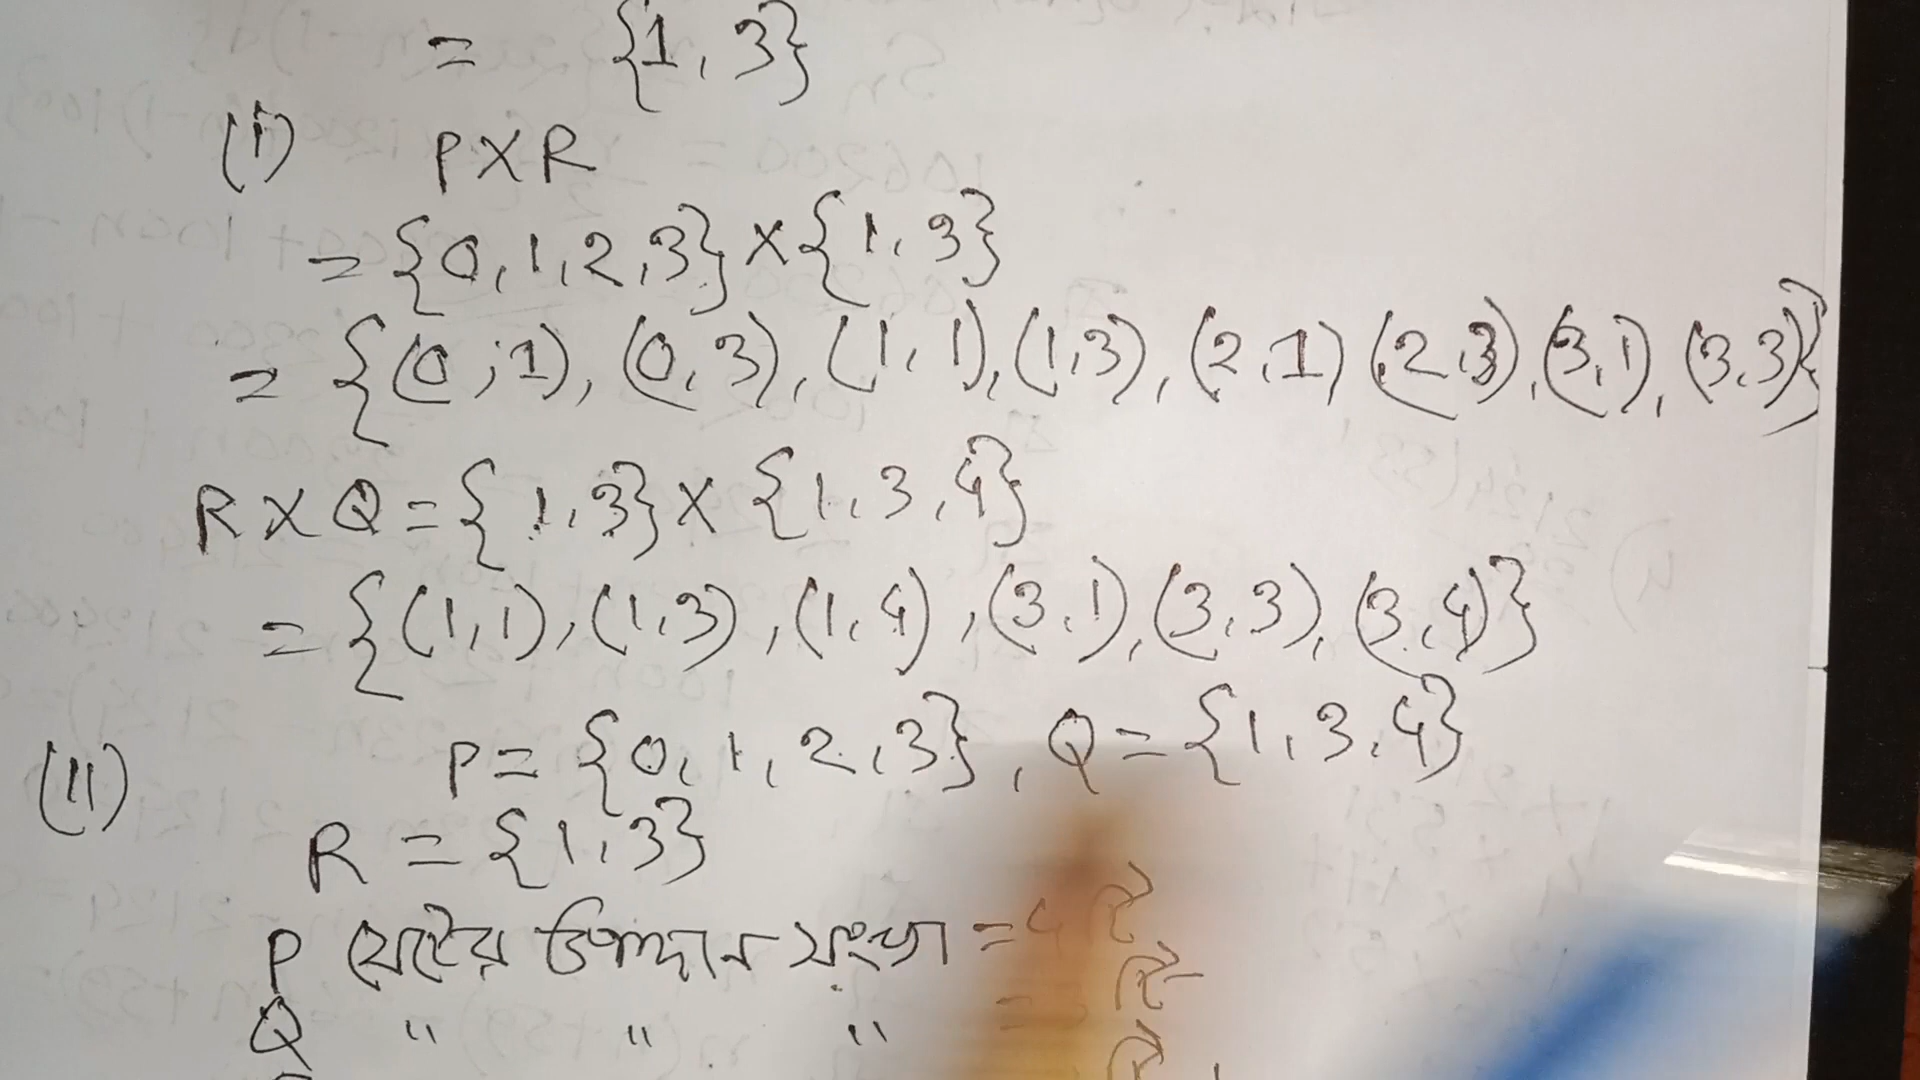 = {1, 3}
(i) P×R
= {0, 1, 2, 3} × {1, 3}
= {(0, 1), (0, 3), (1, 1), (1, 3), (2, 1) (2, 3), (3, 1), (3, 3)}
R × Q = {1, 3} × {1, 3, 4}
= {(1, 1), (1, 3), (1, 4), (3, 1), (3, 3), (3, 4)}
(ii) P = {0, 1, 2, 3}, Q = {1, 3, 4}
R = {1, 3}
P সেটের উপাদান সংখ্যা = 4 টি
Q " " " = 3 টি